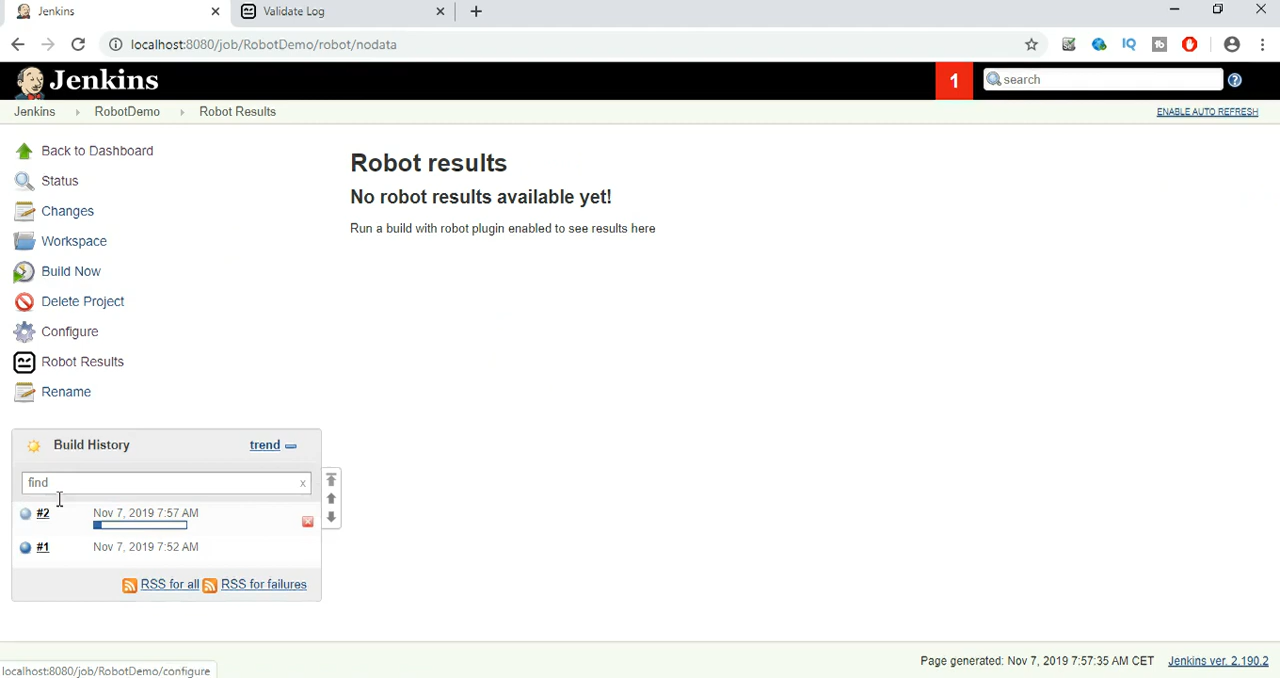 Jenkins
Validate Log
localhost:8080/job/RobotDemo/robot/nodata
IQ
Jenkins
1
search
Jenkins
RobotDemo
Robot Results
ENABLE AUTO REFRESH
Back to Dashboard
Status
Changes
Workspace
Build Now
Delete Project
Configure
Robot Results
Rename
Robot results
No robot results available yet!
Run a build with robot plugin enabled to see results here
Build History
trend
find
x
#2
Nov 7, 2019 7:57 AM
#1
Nov 7, 2019 7:52 AM
RSS for all
RSS for failures
Page generated: Nov 7, 2019 7:57:35 AM CET
Jenkins ver. 2.190.2
localhost:8080/job/RobotDemo/configure